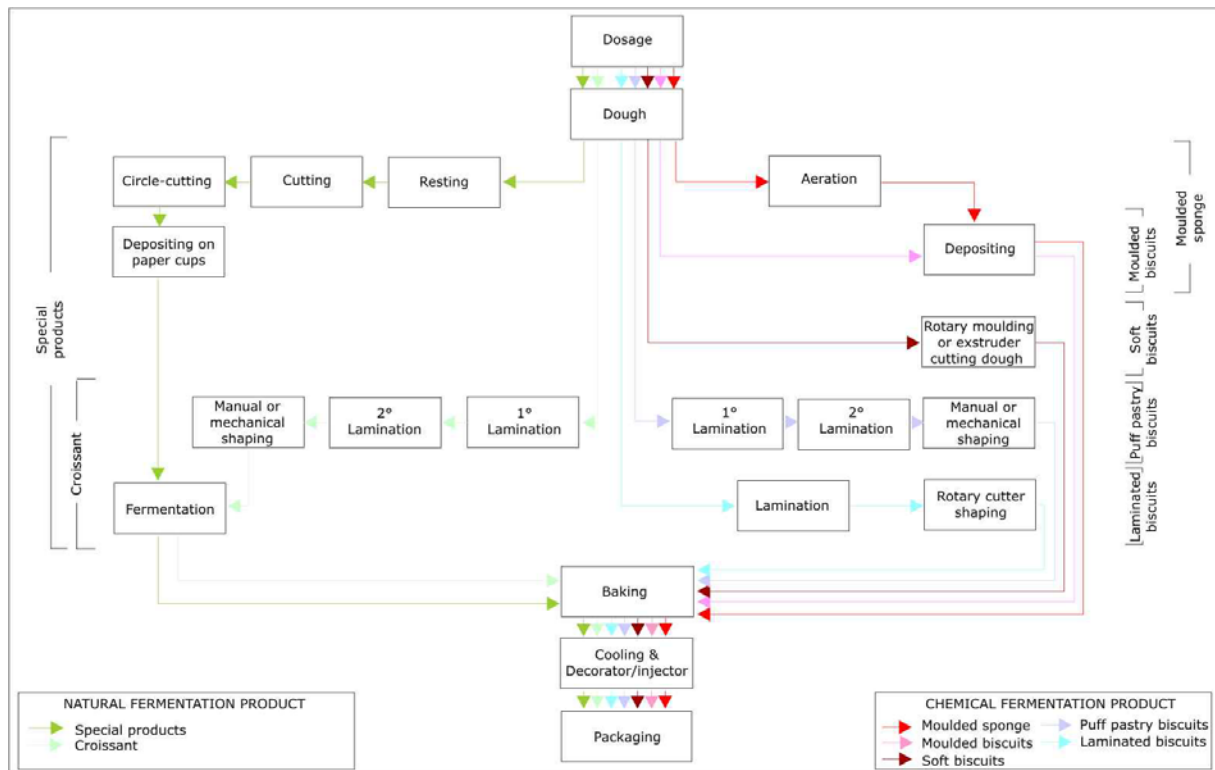 Dosage
Dough
Circle-cutting
Cutting
Resting
Aeration
Depositing on
paper cups
Depositing
Moulded
sponge
Moulded
biscuits
Special
products
Rotary moulding
or exstruder
cutting dough
Soft
biscuits
Manual or
mechanical
shaping
2°
Lamination
1°
Lamination
1°
Lamination
2°
Lamination
Manual or
mechanical
shaping
Puff pastry
biscuits
Croissant
Fermentation
Lamination
Rotary cutter
shaping
Laminated
biscuits
Baking
Cooling &
Decorator/injector
Packaging
NATURAL FERMENTATION PRODUCT
Special products
Croissant
CHEMICAL FERMENTATION PRODUCT
Moulded sponge
Puff pastry biscuits
Moulded biscuits
Laminated biscuits
Soft biscuits